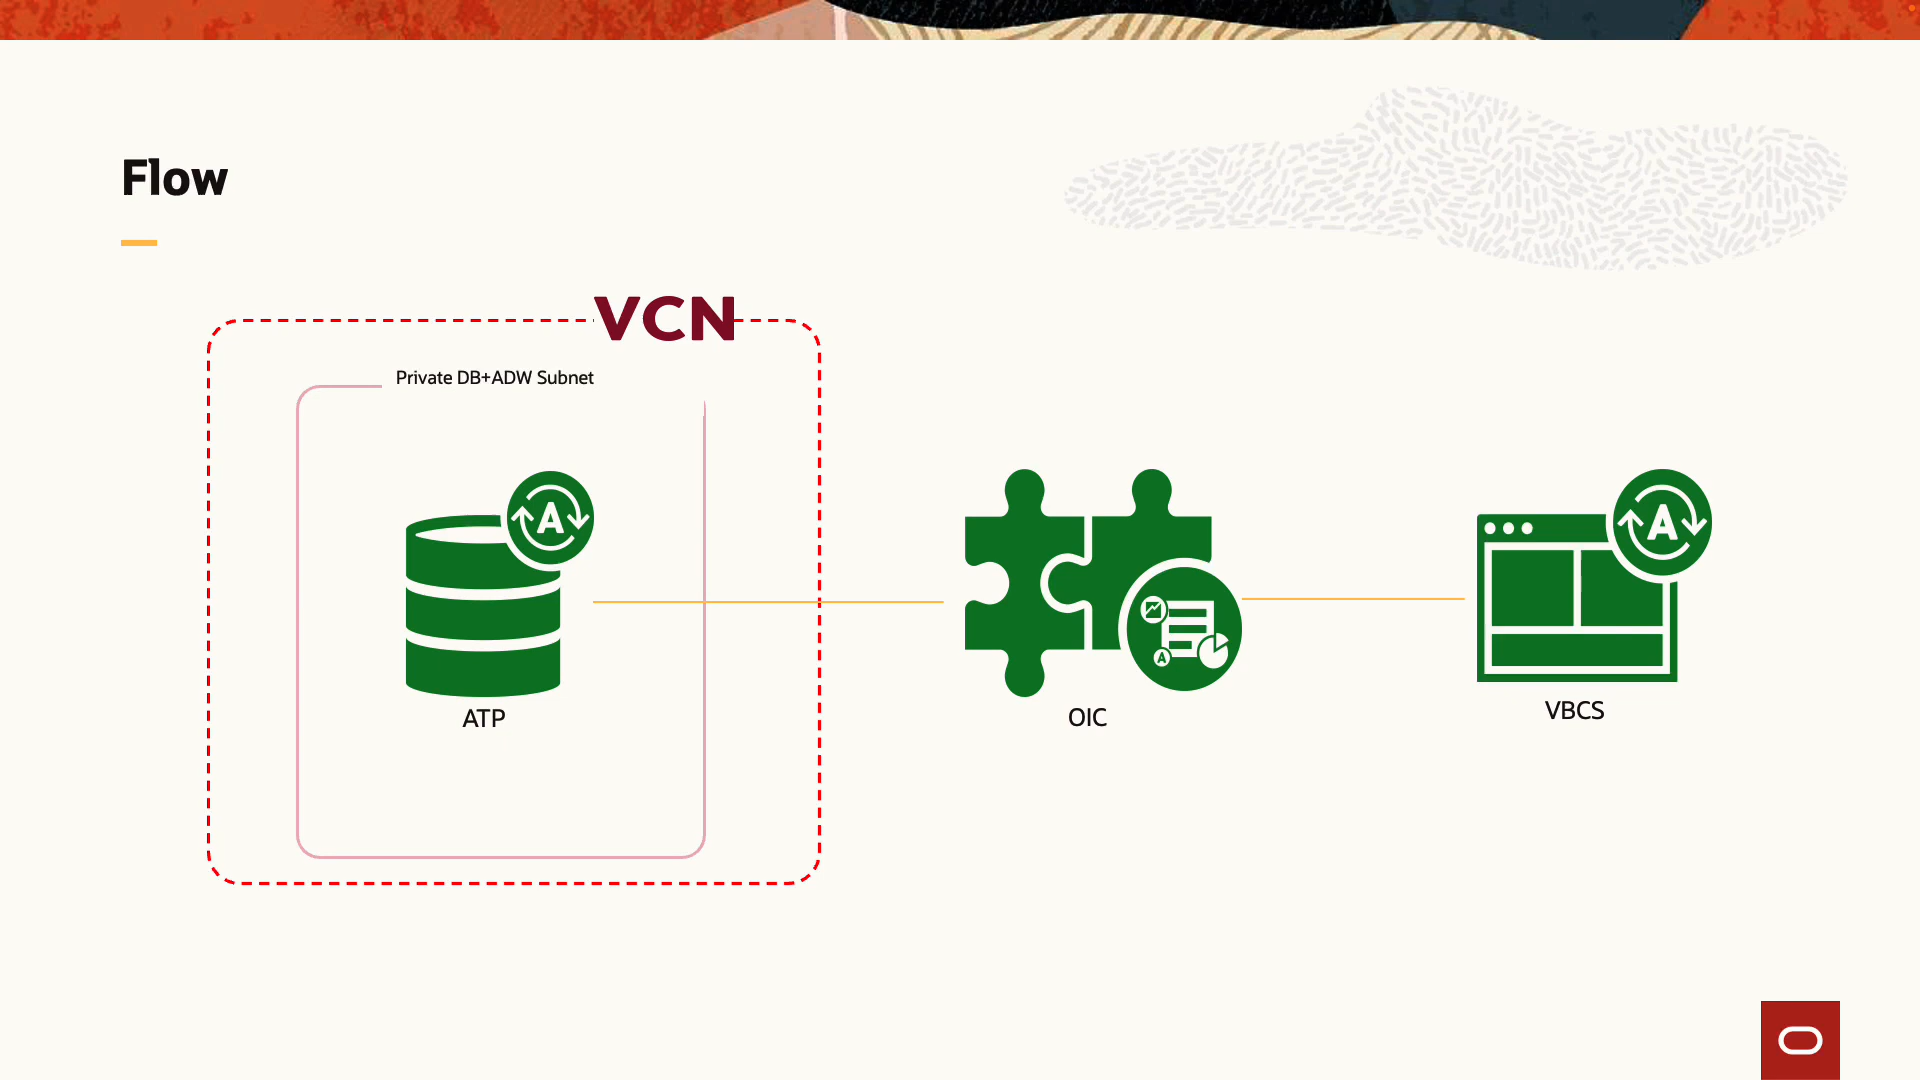 Flow
VCN
Private DB+ADW Subnet
A
A
A
ATP
OIC
VBCS